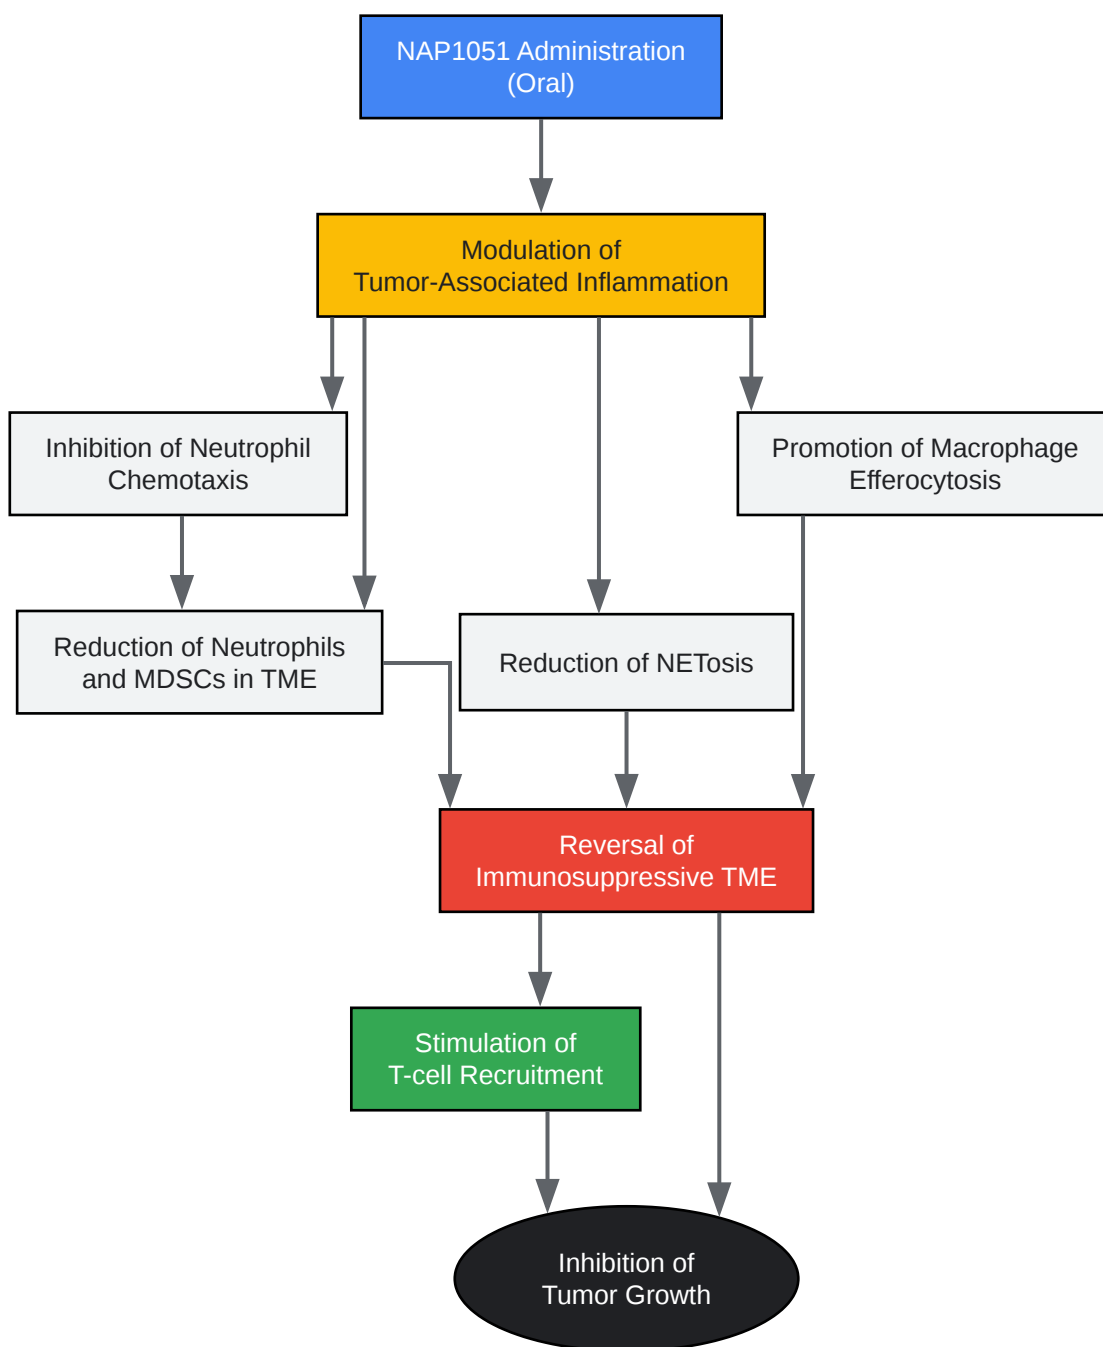 NAP1051 Administration
(Oral)
Modulation of
Tumor-Associated Inflammation
Inhibition of Neutrophil
Chemotaxis
Promotion of Macrophage
Efferocytosis
Reduction of Neutrophils
and MDSCs in TME
Reduction of NETosis
Reversal of
Immunosuppressive TME
Stimulation of
T-cell Recruitment
Inhibition of
Tumor Growth